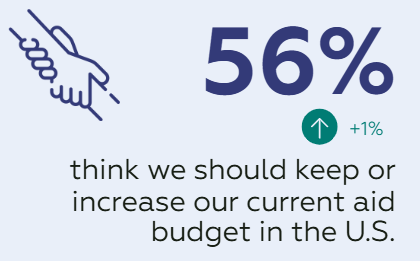 56%
+1%
think we should keep or
increase our current aid
budget in the U.S.